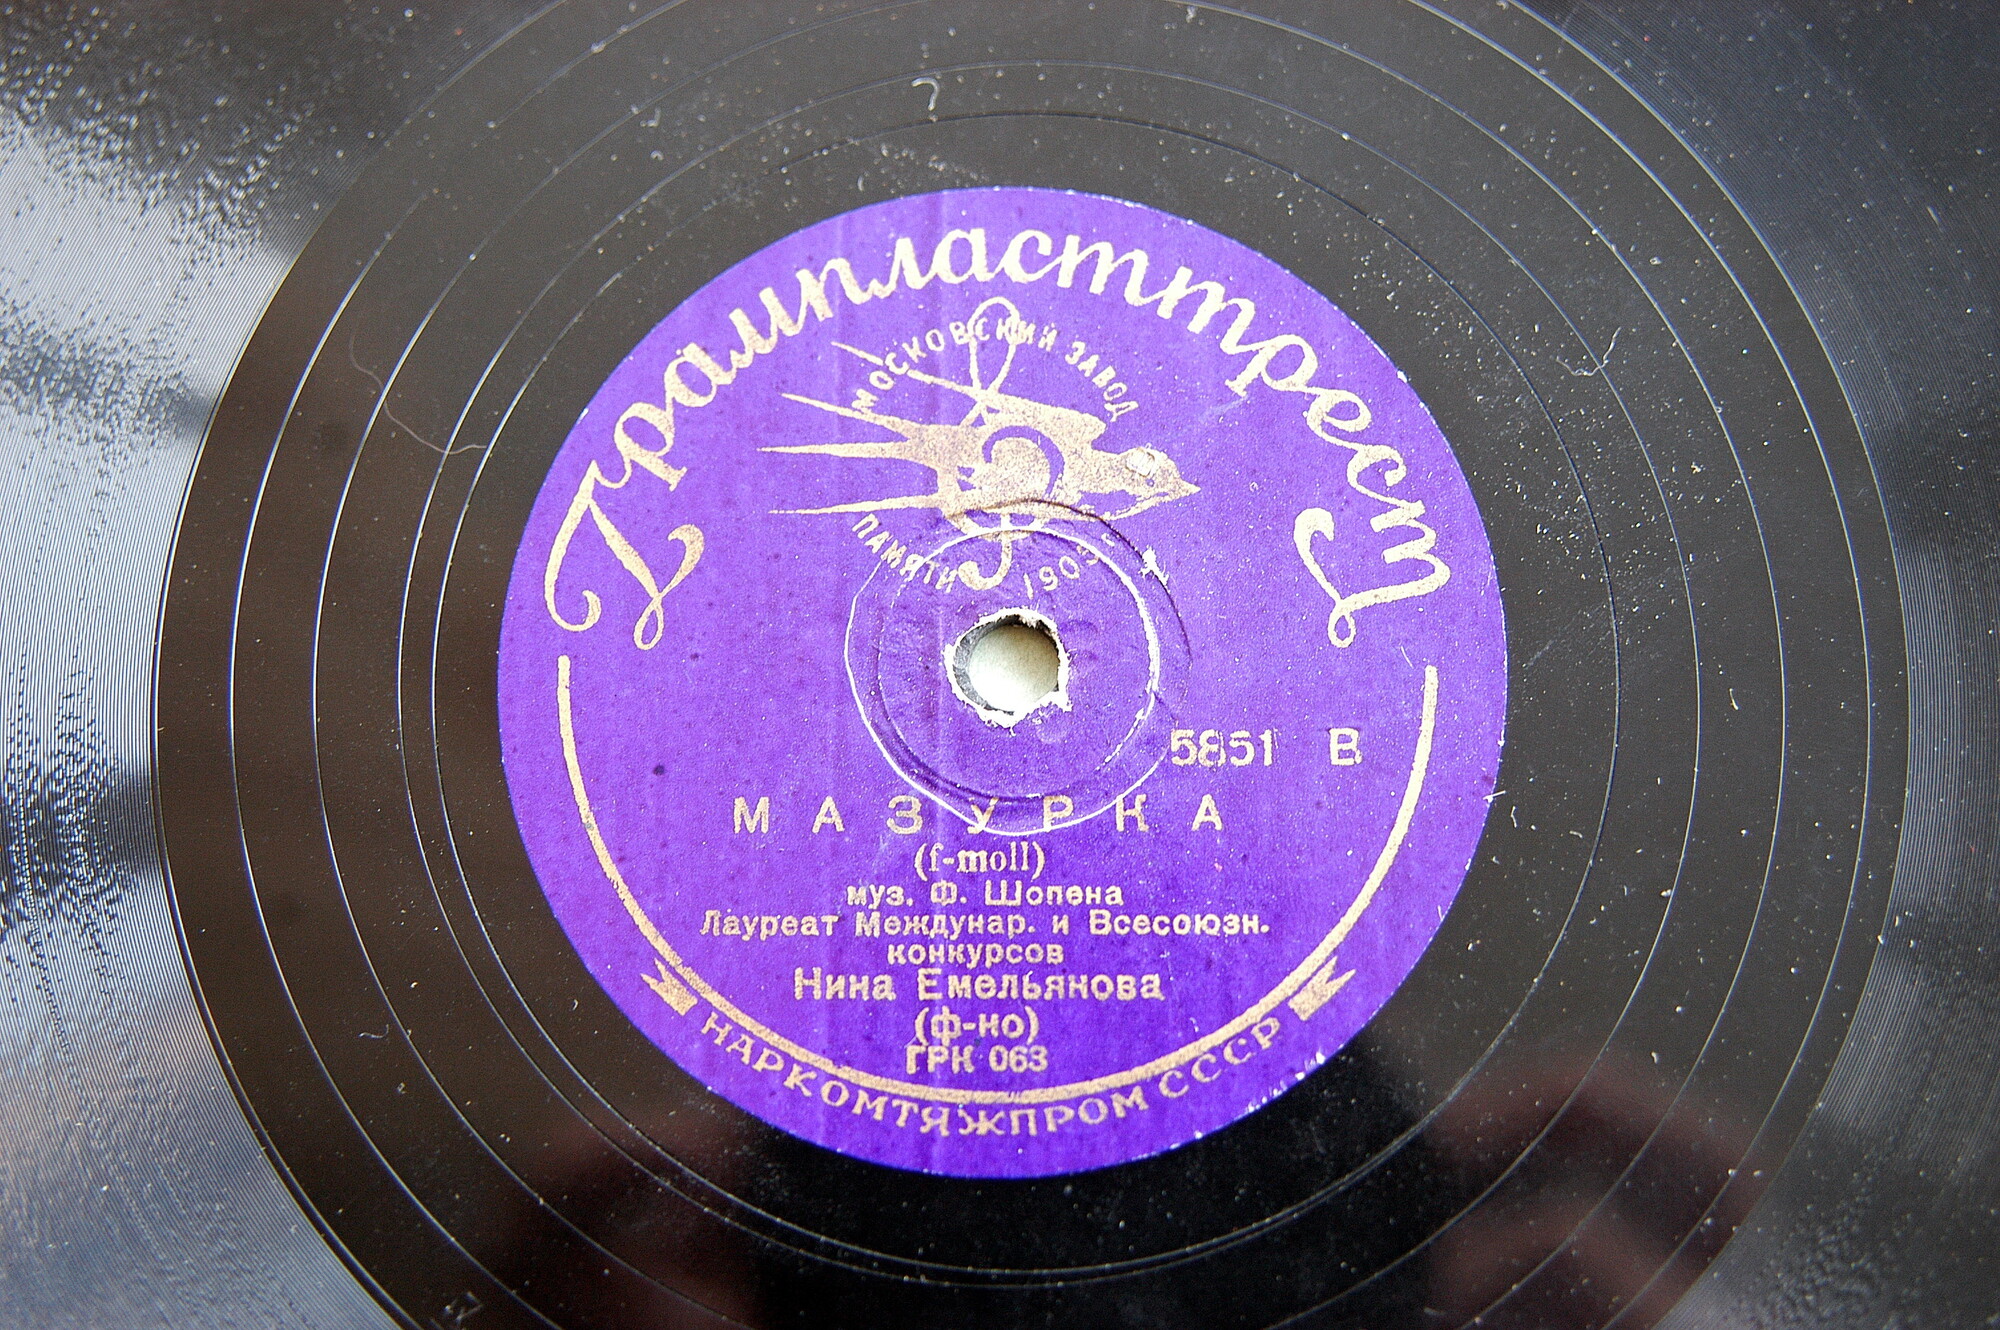 Грампласттрест
МОСКОВСКИЙ ЗАВОД
ПАМЯТИ 1905
5851 В
МАЗУРКА
(f-moll)
муз. Ф. Шопена
Лауреат Междунар. и Всесоюзн.
конкурсов
Нина Емельянова
(ф-но)
ГРК 063
НАРКОМТЯЖПРОМ СССР